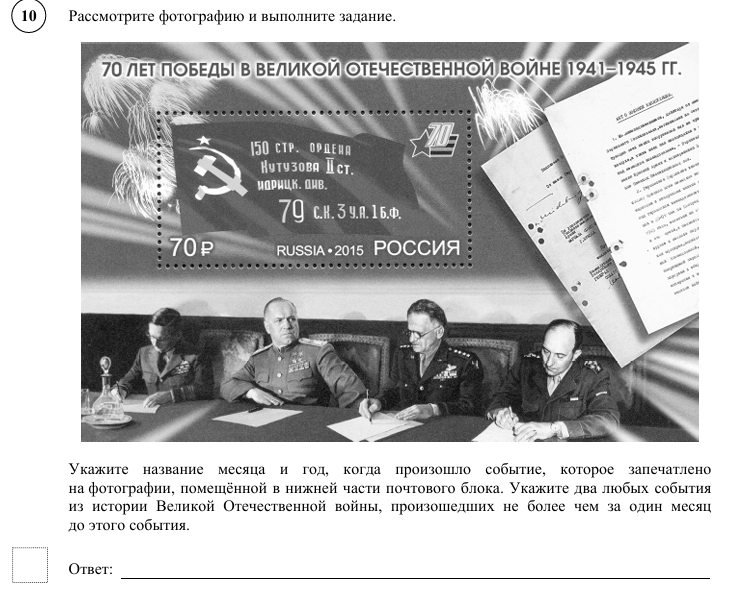 10
Рассмотрите фотографию и выполните задание.
70 ЛЕТ ПОБЕДЫ В ВЕЛИКОЙ ОТЕЧЕСТВЕННОЙ ВОЙНЕ 1941–1945 ГГ.
70
150 СТР. ОРДЕНА
КУТУЗОВА II СТ.
ИДРИЦК. ДИВ.
79 С.К. 3 У.А. 1 Б.Ф.
70 ₽
RUSSIA • 2015 РОССИЯ
Укажите название месяца и год, когда произошло событие, которое запечатлено
на фотографии, помещённой в нижней части почтового блока. Укажите два любых события
из истории Великой Отечественной войны, произошедших не более чем за один месяц
до этого события.
Ответ: